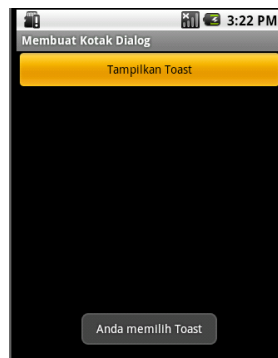 3:22 PM
Membuat Kotak Dialog
Tampilkan Toast
Anda memilih Toast